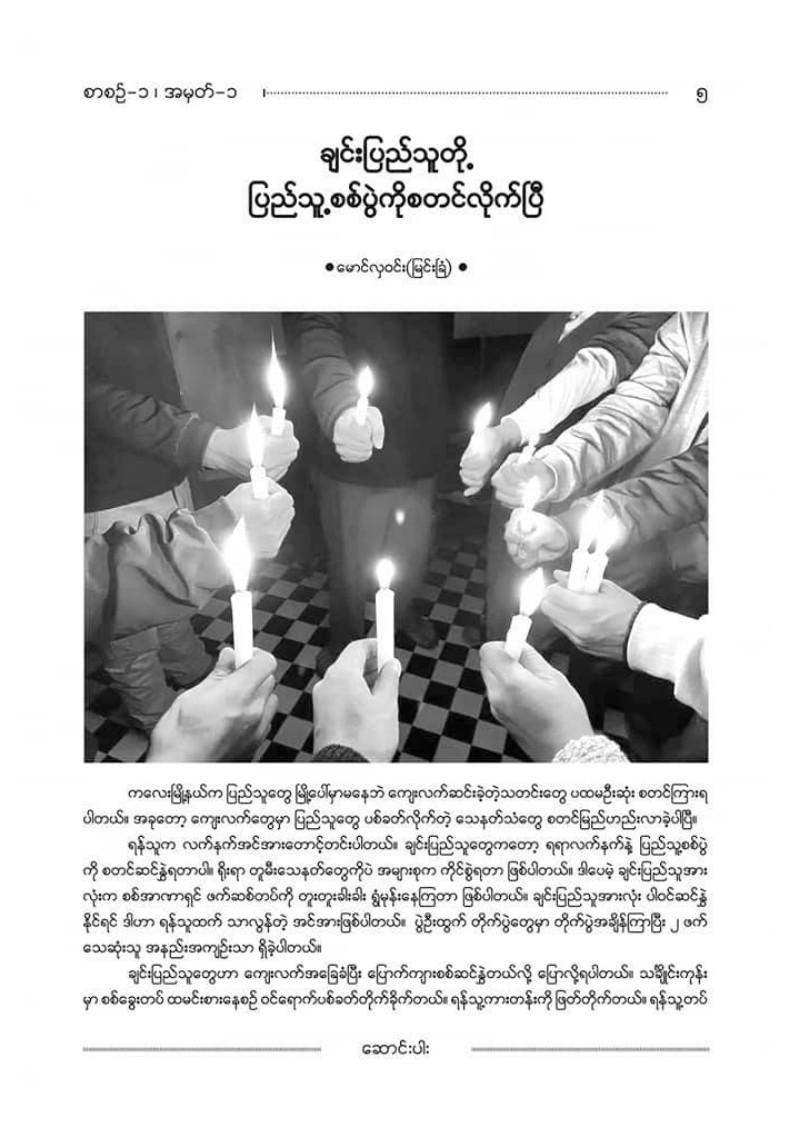 စာစဉ်-၁ ၊ အမှတ်-၁ ၅
ချင်းပြည်သူတို့
ပြည်သူ့စစ်ပွဲကိုစတင်လိုက်ပြီ
● မောင်လှဝင်း(မြင်းခြံ) ●
ကလေးမြို့နယ်က ပြည်သူတွေ မြို့ပေါ်မှာမနေဘဲ ကျေးလက်ဆင်းခဲ့တဲ့သတင်းတွေ ပထမဦးဆုံး စတင်ကြားရ
ပါတယ်။ အခုတော့ ကျေးလက်တွေမှာ ပြည်သူတွေ ပစ်ခတ်လိုက်တဲ့ သေနတ်သံတွေ စတင်မြည်ဟည်းလာခဲ့ပါပြီ။
ရန်သူက လက်နက်အင်အားတောင့်တင်းပါတယ်။ ချင်းပြည်သူတွေကတော့ ရရာလက်နက်နဲ့ ပြည်သူ့စစ်ပွဲ
ကို စတင်ဆင်နွှဲရတာပါ။ ရိုးရာ တူမီးသေနတ်တွေကိုပဲ အများစုက ကိုင်စွဲရတာ ဖြစ်ပါတယ်။ ဒါပေမဲ့ ချင်းပြည်သူအား
လုံးက စစ်အာဏာရှင် ဖက်ဆစ်တပ်ကို တူးတူးခါးခါး ရွံမုန်းနေကြတာ ဖြစ်ပါတယ်။ ချင်းပြည်သူအားလုံး ပါဝင်ဆင်နွှဲ
နိုင်ရင် ဒါဟာ ရန်သူထက် သာလွန်တဲ့ အင်အားဖြစ်ပါတယ်။ ပွဲဦးထွက် တိုက်ပွဲတွေမှာ တိုက်ပွဲအချိန်ကြာပြီး ၂ ဖက်
သေဆုံးသူ အနည်းအကျဉ်းသာ ရှိခဲ့ပါတယ်။
ချင်းပြည်သူတွေဟာ ကျေးလက်အခြေခံပြီး ပြောက်ကျားစစ်ဆင်နွှဲတယ်လို့ ပြောလို့ရပါတယ်။ သင်္ချိုင်းကုန်း
မှာ စစ်ခွေးတပ် ထမင်းစားနေစဉ် ဝင်ရောက်ပစ်ခတ်တိုက်ခိုက်တယ်။ ရန်သူ့ကားတန်းကို ဖြတ်တိုက်တယ်။ ရန်သူ့တပ်
ဆောင်းပါး